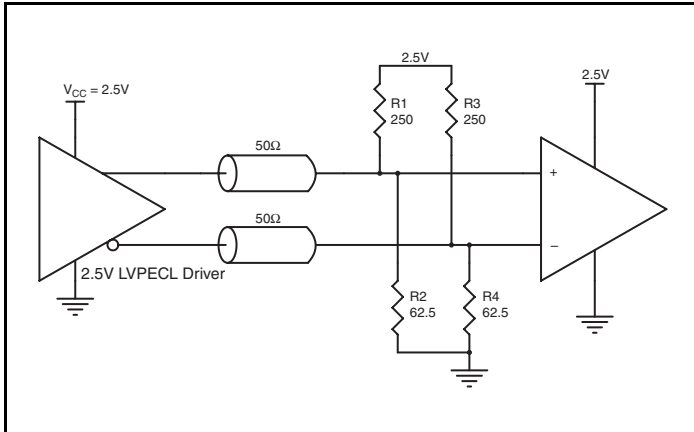 2.5V
V_CC = 2.5V
2.5V
R1
250
R3
250
50Ω
+
50Ω
–
2.5V LVPECL Driver
R2
62.5
R4
62.5